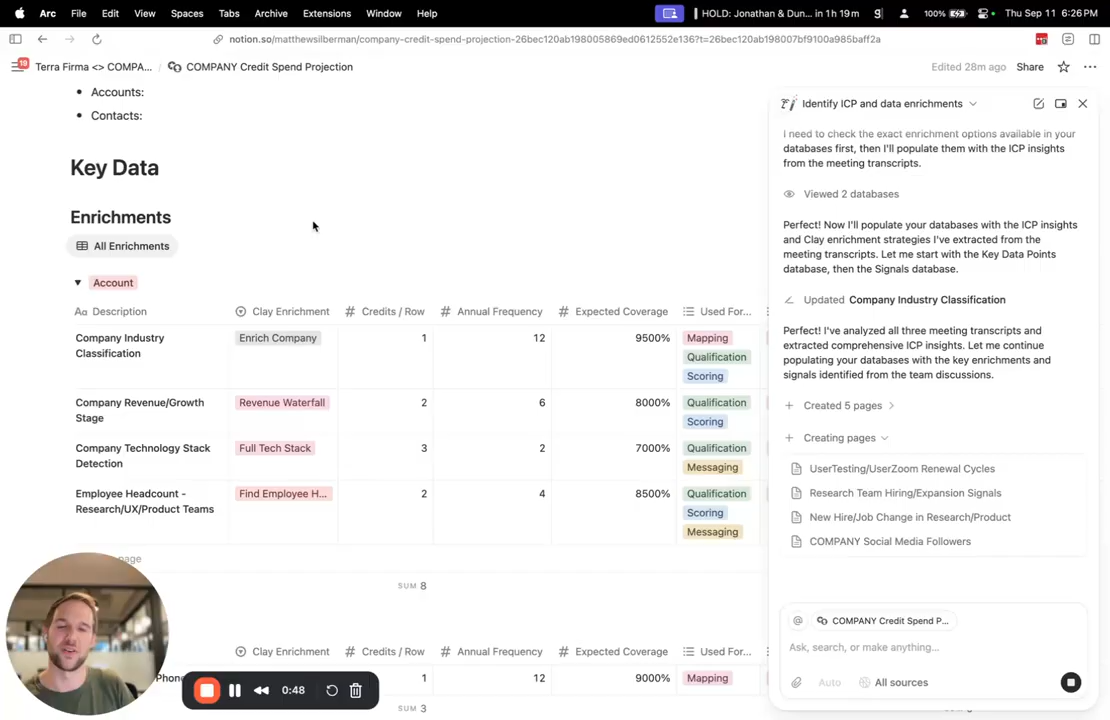 Arc File Edit View Spaces Tabs Archive Extensions Window Help
HOLD: Jonathan & Dun... in 1 h 19 m
100%
Thu Sep 11 6:26 PM
notion.so/matthewsilberman/company-credit-spend-projection-26bec120ab198005869ed0612552e136?t=26bec120ab198007bf9100a985baff2a
19
Terra Firma <> COMPA... / COMPANY Credit Spend Projection
Edited 28m ago Share
• Accounts:
• Contacts:
Key Data
Enrichments
All Enrichments
Account
Aa Description Clay Enrichment # Credits / Row # Annual Frequency # Expected Coverage Used For...
Company Industry Classification Enrich Company 1 12 9500% Mapping Qualification Scoring
Company Revenue/Growth Stage Revenue Waterfall 2 6 8000% Qualification Scoring
Company Technology Stack Detection Full Tech Stack 3 2 7000% Qualification Messaging
Employee Headcount - Research/UX/Product Teams Find Employee H... 2 4 8500% Qualification Scoring Messaging
page
SUM 8
Clay Enrichment # Credits / Row # Annual Frequency # Expected Coverage Used For...
Phone 1 12 9000% Mapping
SUM 3
0:48
Identify ICP and data enrichments
I need to check the exact enrichment options available in your
databases first, then I'll populate them with the ICP insights
from the meeting transcripts.
Viewed 2 databases
Perfect! Now I'll populate your databases with the ICP insights
and Clay enrichment strategies I've extracted from the
meeting transcripts. Let me start with the Key Data Points
database, then the Signals database.
Updated Company Industry Classification
Perfect! I've analyzed all three meeting transcripts and
extracted comprehensive ICP insights. Let me continue
populating your databases with the key enrichments and
signals identified from the team discussions.
Created 5 pages
Creating pages
UserTesting/UserZoom Renewal Cycles
Research Team Hiring/Expansion Signals
New Hire/Job Change in Research/Product
COMPANY Social Media Followers
@ COMPANY Credit Spend P...
Ask, search, or make anything...
Auto All sources